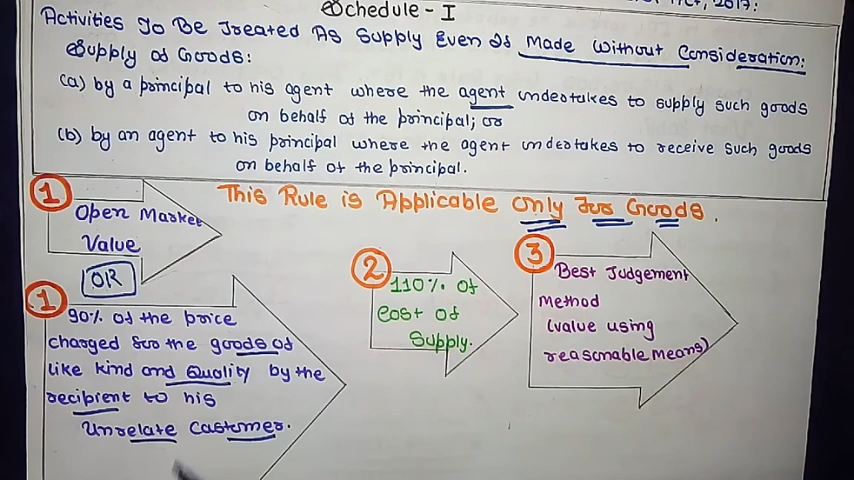 Act, 2017:
Schedule - I
Activities To Be Treated As Supply Even If Made Without Consideration:
Supply of Goods:
(a) by a principal to his agent where the agent undertakes to supply such goods
on behalf of the principal; or
(b) by an agent to his principal where the agent undertakes to receive such goods
on behalf of the principal.
This Rule is Applicable Only For Goods.
1
Open Market
Value
OR
1
90% of the price
charged for the goods of
like kind and Quality by the
recipient to his
Unrelate Customer.
2
110% of
Cost of
Supply.
3
Best Judgement
Method
(value using
reasonable Means)